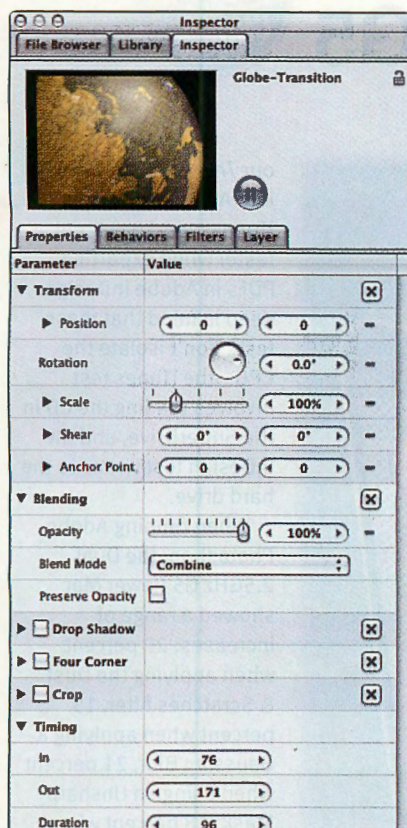 Inspector
File Browser Library Inspector
Globe-Transition
Properties Behaviors Filters Layer
Parameter Value
Transform
Position 0 0
Rotation 0.0°
Scale 100%
Shear 0° 0°
Anchor Point 0 0
Blending
Opacity 100%
Blend Mode Combine
Preserve Opacity
Drop Shadow
Four Corner
Crop
Timing
In 76
Out 171
Duration 96